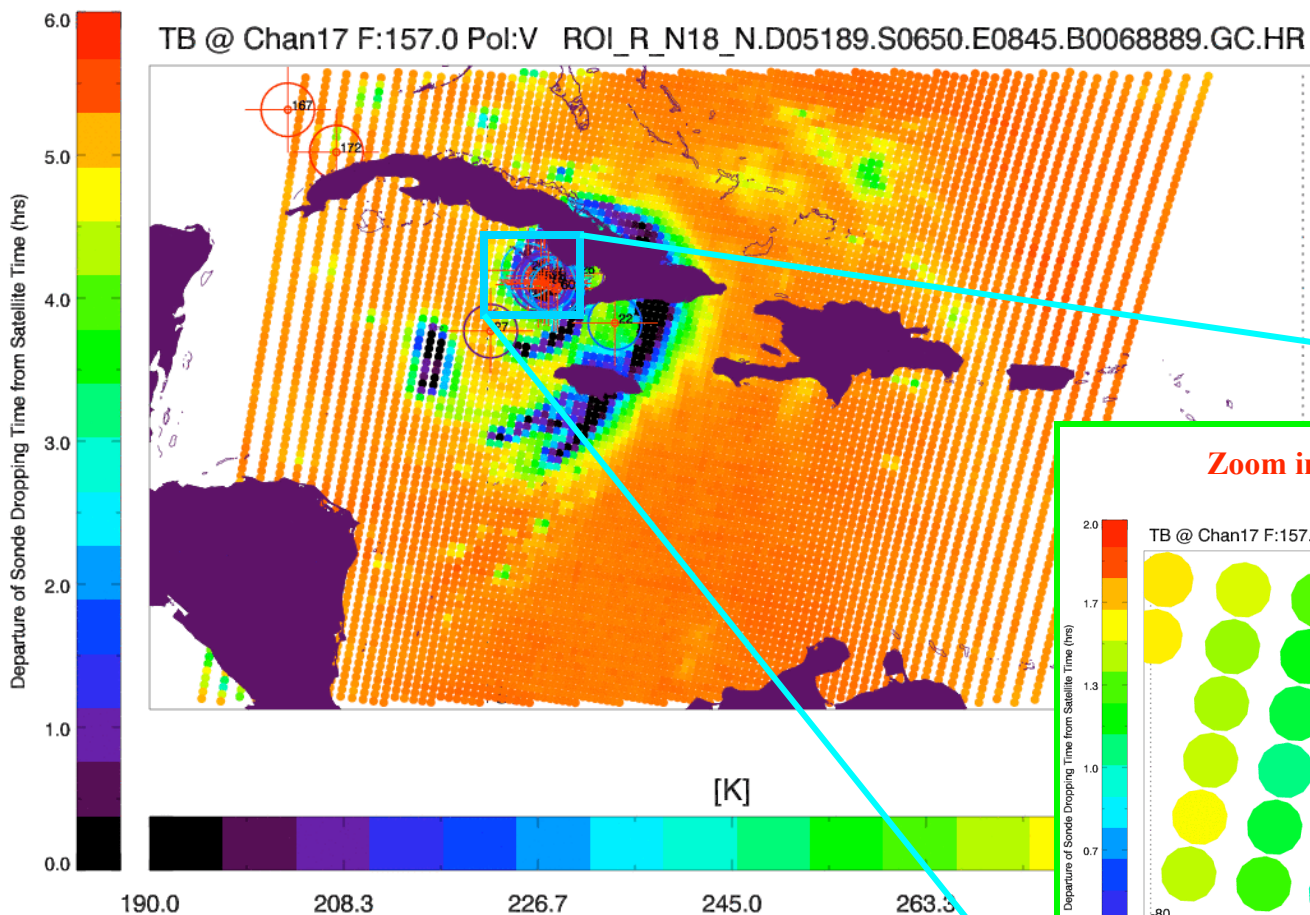 TB @ Chan17 F:157.0 Pol:V ROI_R_N18_N.D05189.S0650.E0845.B0068889.GC.HR
Departure of Sonde Dropping Time from Satellite Time (hrs)
6.0
5.0
4.0
3.0
2.0
1.0
0.0
167
172
60
27
22
[K]
190.0 208.3 226.7 245.0 263.3
Zoom in
TB @ Chan17 F:157.
Departure of Sonde Dropping Time from Satellite Time (hrs)
2.0
1.7
1.3
1.0
0.7
-80